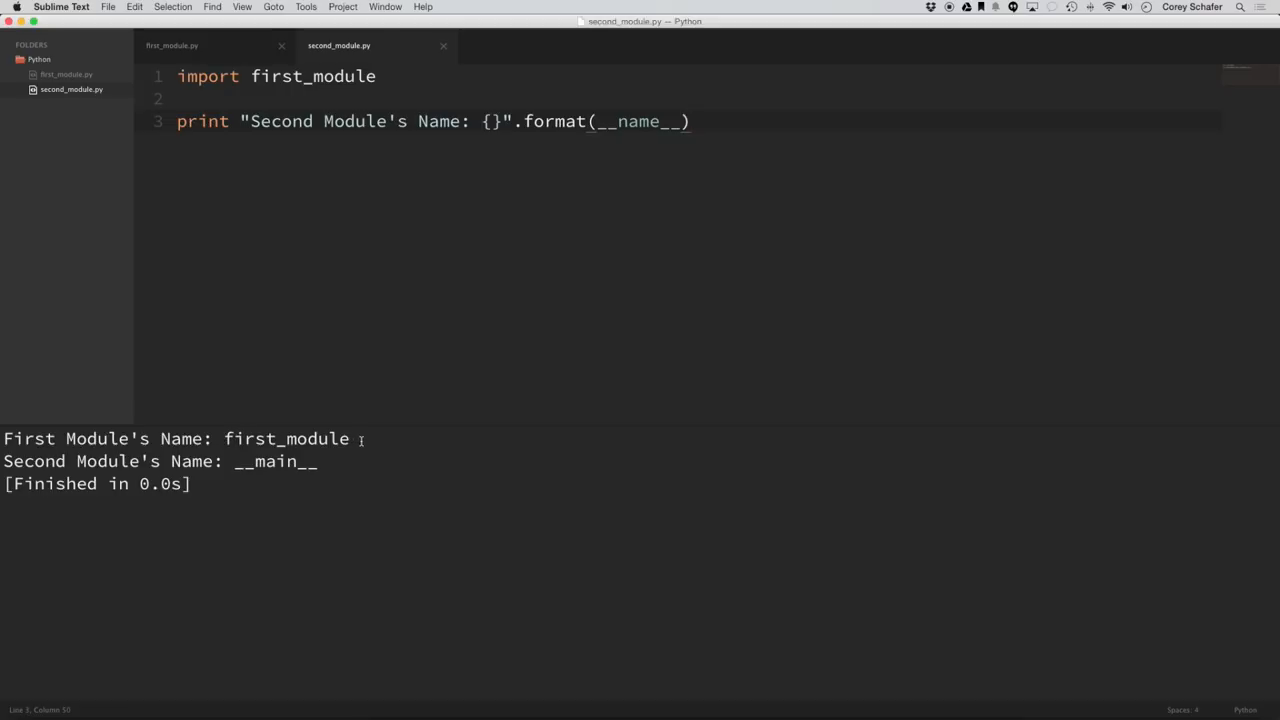 Sublime Text File Edit Selection Find View Goto Tools Project Window Help Corey Schafer
second_module.py — Python
FOLDERS
Python
first_module.py
second_module.py
first_module.py second_module.py
1 import first_module
2
3 print "Second Module's Name: {}".format(__name__)
First Module's Name: first_module
Second Module's Name: __main__
[Finished in 0.0s]
Line 3, Column 50 Spaces: 4 Python